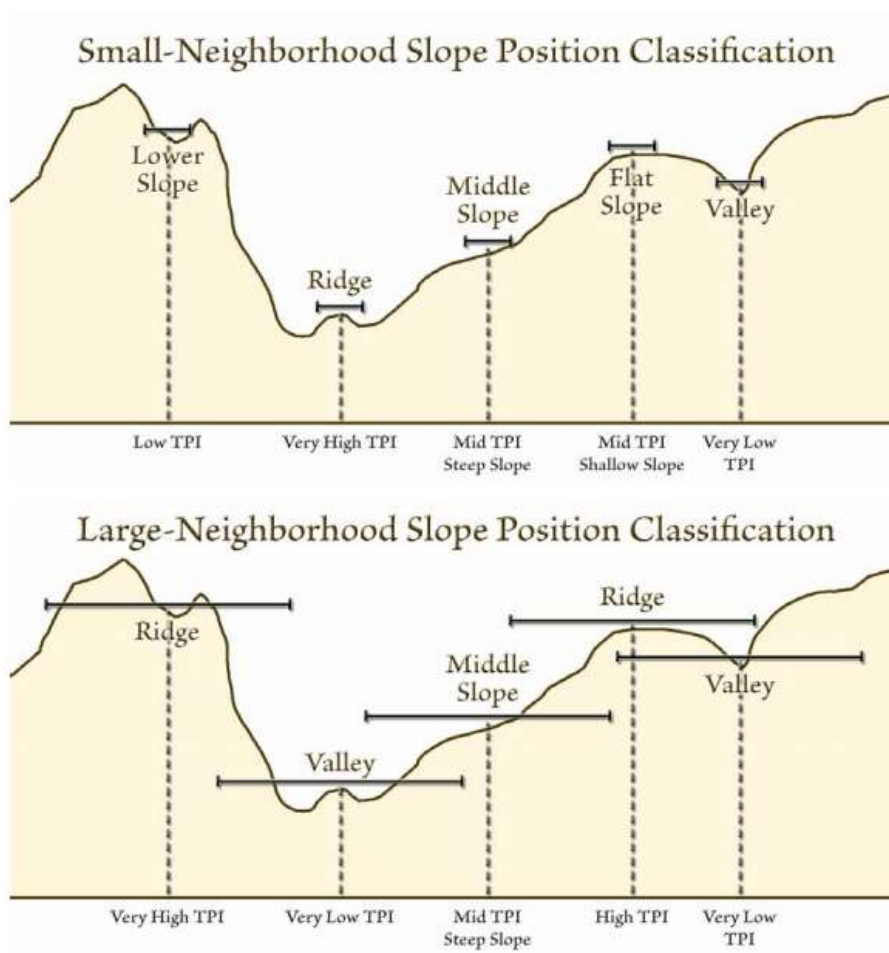 Small-Neighborhood Slope Position Classification
Lower
Slope
Ridge
Middle
Slope
Flat
Slope
Valley
Low TPI
Very High TPI
Mid TPI
Steep Slope
Mid TPI
Shallow Slope
Very Low
TPI
Large-Neighborhood Slope Position Classification
Ridge
Valley
Middle
Slope
Ridge
Valley
Very High TPI
Very Low TPI
Mid TPI
Steep Slope
High TPI
Very Low
TPI